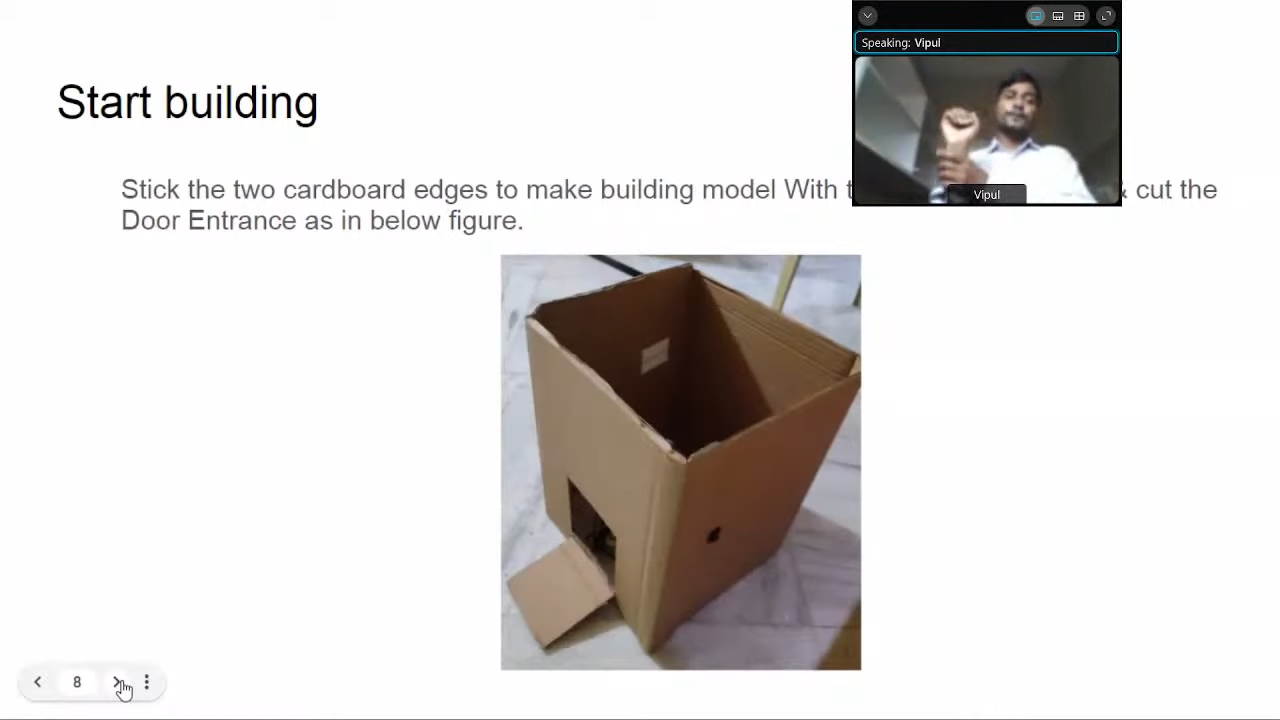 Speaking: Vipul
Start building
Vipul
Stick the two cardboard edges to make building model With & cut the
Door Entrance as in below figure.
8